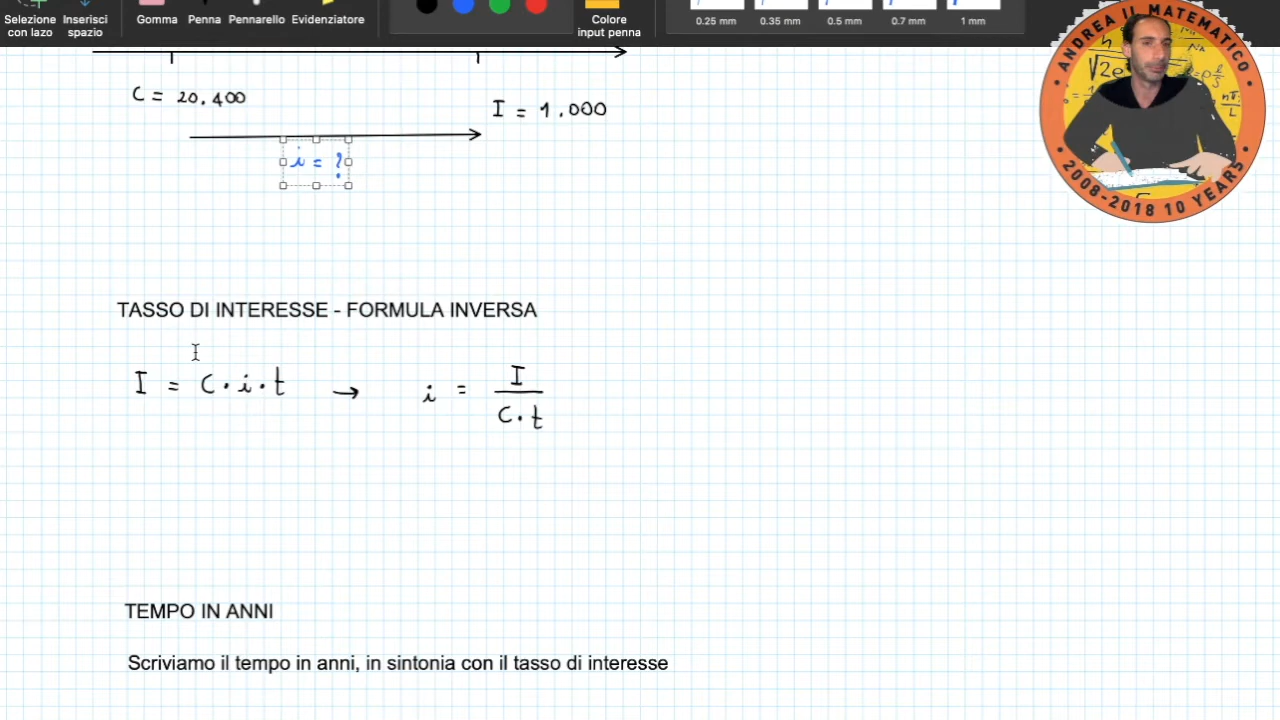 Selezione con lazo
Inserisci spazio
Gomma
Penna
Pennarello
Evidenziatore
Colore input penna
0.25 mm
0.35 mm
0.5 mm
0.7 mm
1 mm
ANDREA IL MATEMATICO
2008-2018 10 YEARS
C = 20.400
I = 1.000
i = ?
TASSO DI INTERESSE - FORMULA INVERSA
I = C · i · t → i = I / C · t
TEMPO IN ANNI
Scriviamo il tempo in anni, in sintonia con il tasso di interesse